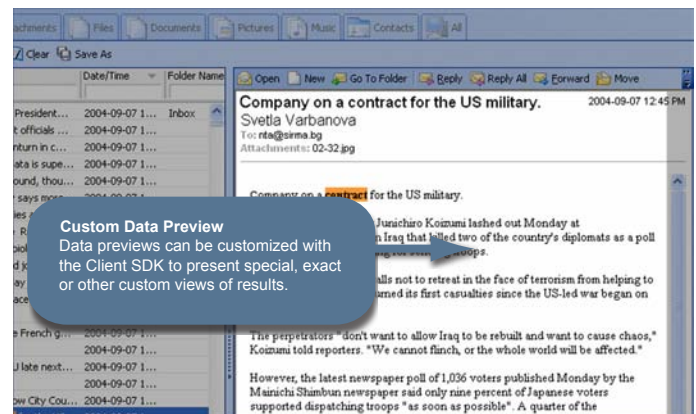 Files Documents Pictures Music Contacts All
Clear Save As
Date/Time Folder Name
Open New Go To Folder Reply Reply All Forward Move
President... 2004-09-07 1... Inbox
t officials ... 2004-09-07 1...
nturn in c... 2004-09-07 1...
ata is supe... 2004-09-07 1...
ound, thou... 2004-09-07 1...
says more
Company on a contract for the US military. 2004-09-07 12:45 PM
Svetla Varbanova
To: nta@sirma.bg
Attachments: 02-32.jpg
Company on a contract for the US military.
Junichiro Koizumi lashed out Monday at
n Iraq that killed two of the country's diplomats as a poll
troops.
alls not to retreat in the face of terrorism from helping to
umed its first casualties since the US-led war began on
Custom Data Preview
Data previews can be customized with
the Client SDK to present special, exact
or other custom views of results.
e French g... 2004-09-07 1...
2004-09-07 1...
U late next... 2004-09-07 1...
2004-09-07 1...
ow City Cou... 2004-09-07 1...
The perpetrators "don't want to allow Iraq to be rebuilt and want to cause chaos,"
Koizumi told reporters. "We cannot flinch, or the whole world will be affected."
However, the latest newspaper poll of 1,036 voters published Monday by the
Mainichi Shimbun newspaper said only nine percent of Japanese voters
supported dispatching troops "as soon as possible". A quarter of the